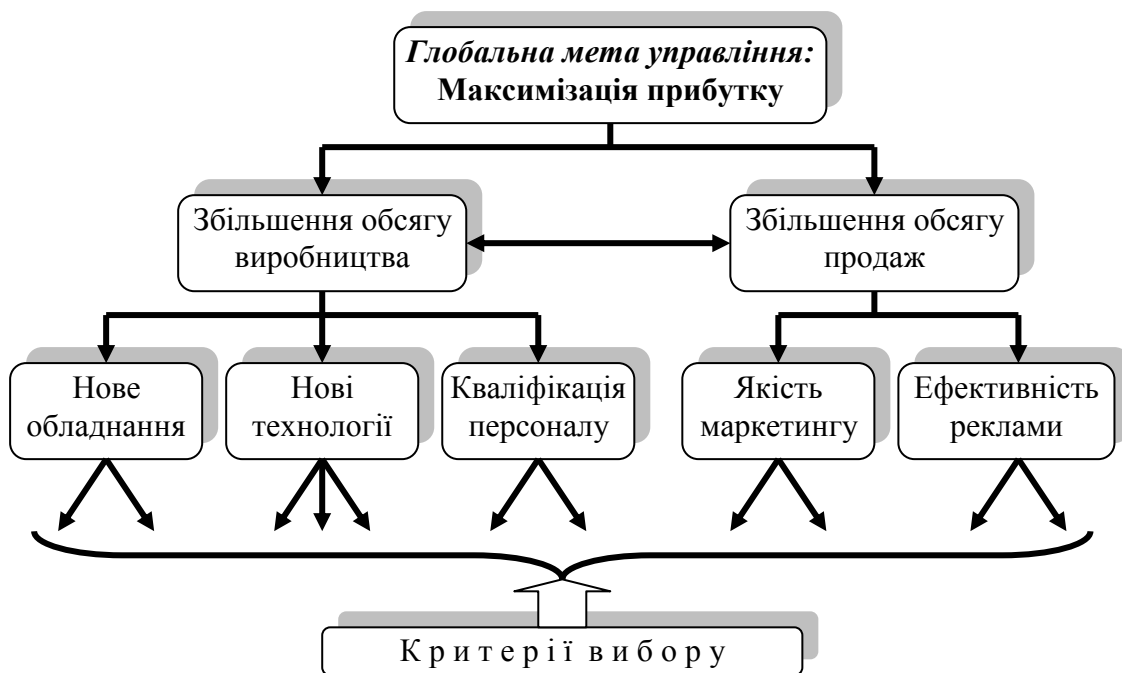 Глобальна мета управління:
Максимізація прибутку
Збільшення обсягу
виробництва
Збільшення обсягу
продаж
Нове
обладнання
Нові
технології
Кваліфікація
персоналу
Якість
маркетингу
Ефективність
реклами
К р и т е р і ї в и б о р у